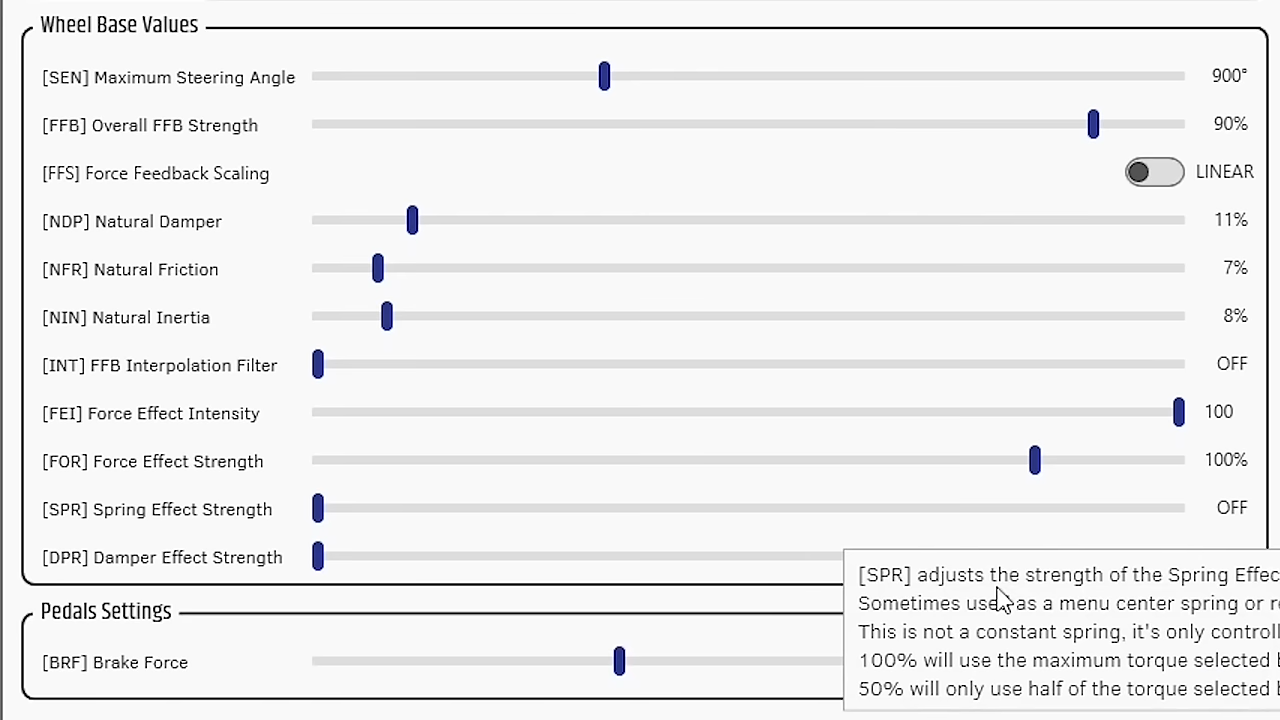 Wheel Base Values
[SEN] Maximum Steering Angle 900°
[FFB] Overall FFB Strength 90%
[FFS] Force Feedback Scaling LINEAR
[NDP] Natural Damper 11%
[NFR] Natural Friction 7%
[NIN] Natural Inertia 8%
[INT] FFB Interpolation Filter OFF
[FEI] Force Effect Intensity 100
[FOR] Force Effect Strength 100%
[SPR] Spring Effect Strength OFF
[DPR] Damper Effect Strength
[SPR] adjusts the strength of the Spring Effec
Sometimes used as a menu center spring or r
This is not a constant spring, it's only controll
100% will use the maximum torque selected
50% will only use half of the torque selected
Pedals Settings
[BRF] Brake Force